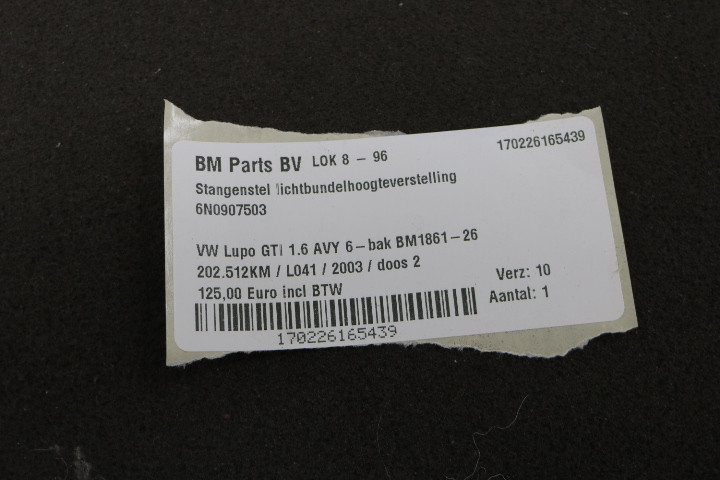 BM Parts BV LOK 8 - 96 170226165439
Stangenstel lichtbundelhoogteverstelling
6N0907503
VW Lupo GTi 1.6 AVY 6-bak BM1861-26
202.512KM / L041 / 2003 / doos 2
125,00 Euro incl BTW
Verz: 10
Aantal: 1
170226165439